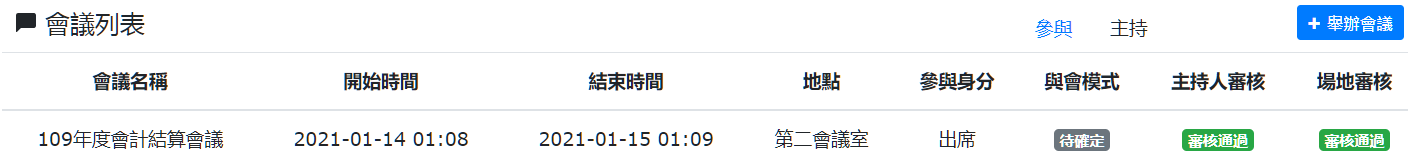 會議列表
參與 主持
+ 舉辦會議
會議名稱 開始時間 結束時間 地點 參與身分 與會模式 主持人審核 場地審核
109年度會計結算會議 2021-01-14 01:08 2021-01-15 01:09 第二會議室 出席 待確定 審核通過 審核通過